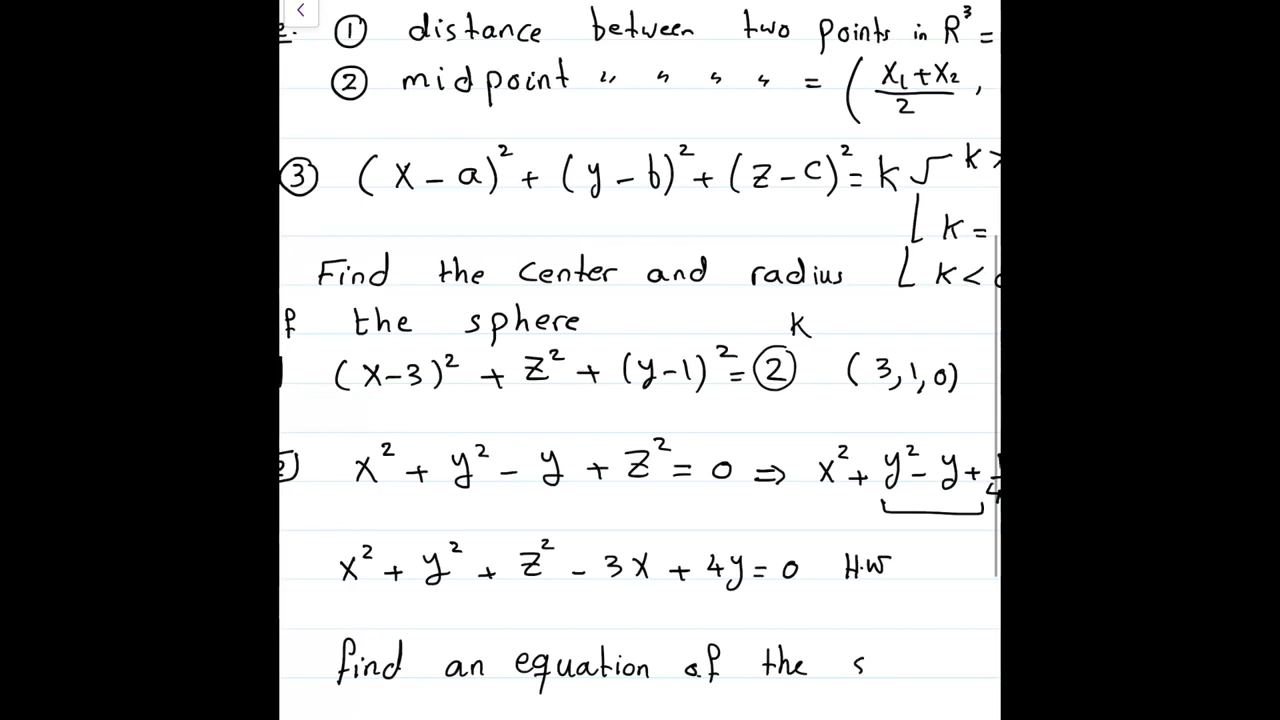 ① distance between two points in R³ =
② midpoint " " " " = ( x₁+x₂ / 2 ,
③ (x-a)² + (y-b)² + (z-c)² = k √ k >
[ k =
Find the center and radius [ k <
f the sphere k
(x-3)² + z² + (y-1)² = ② (3,1,0)
x² + y² - y + z² = 0 ⇒ x² + y² - y +
x² + y² + z² - 3x + 4y = 0 H.W
find an equation of the s